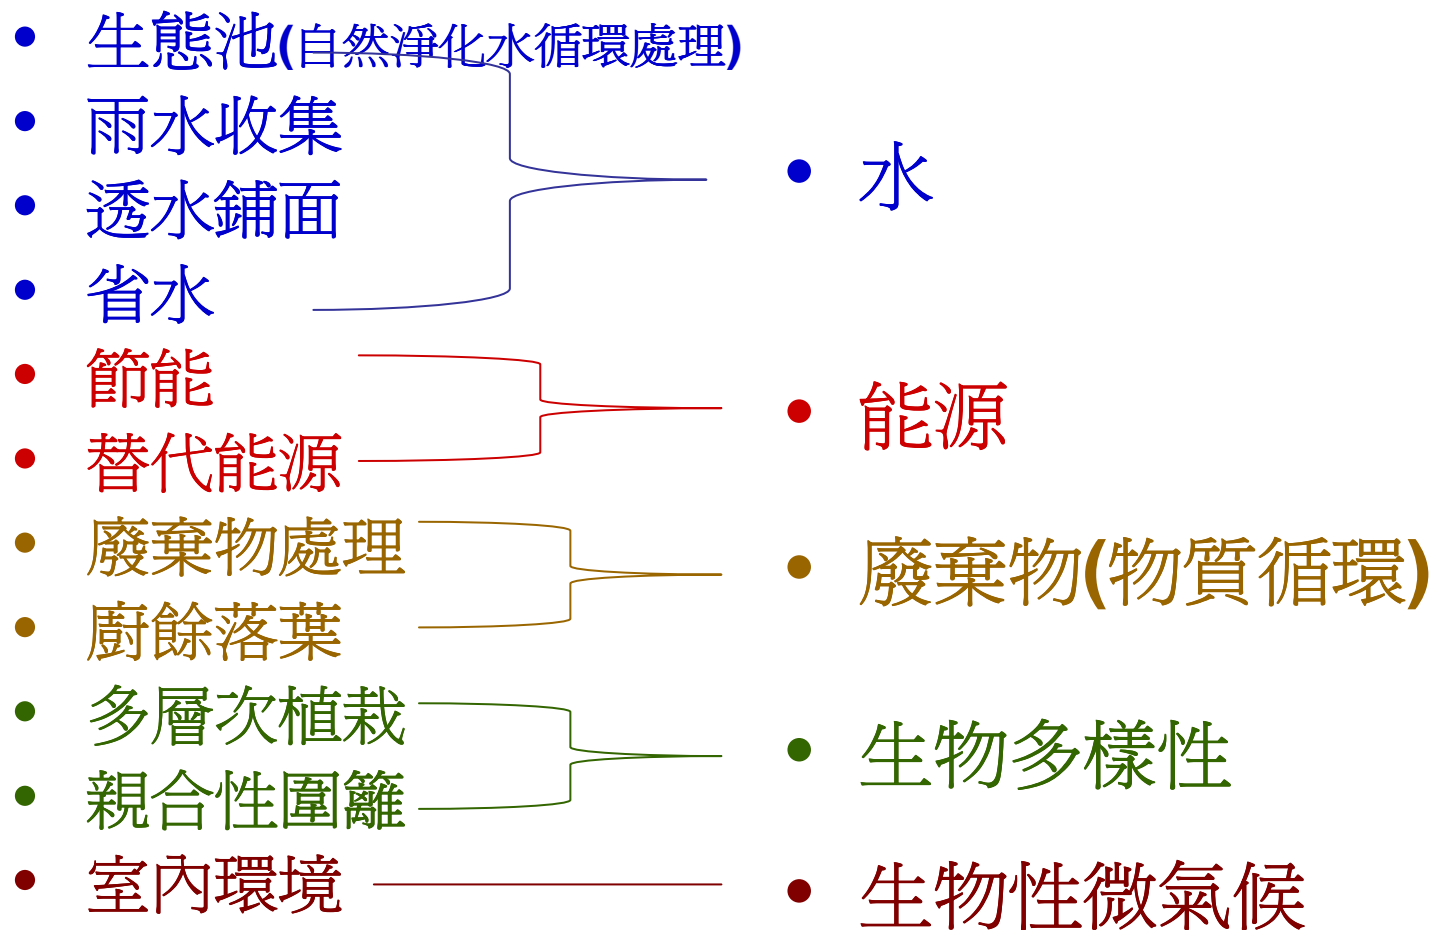 生態池(自然淨化水循環處理)
雨水收集
透水鋪面
省水
節能
替代能源
廢棄物處理
廚餘落葉
多層次植栽
親合性圍籬
室內環境
水
能源
廢棄物(物質循環)
生物多樣性
生物性微氣候